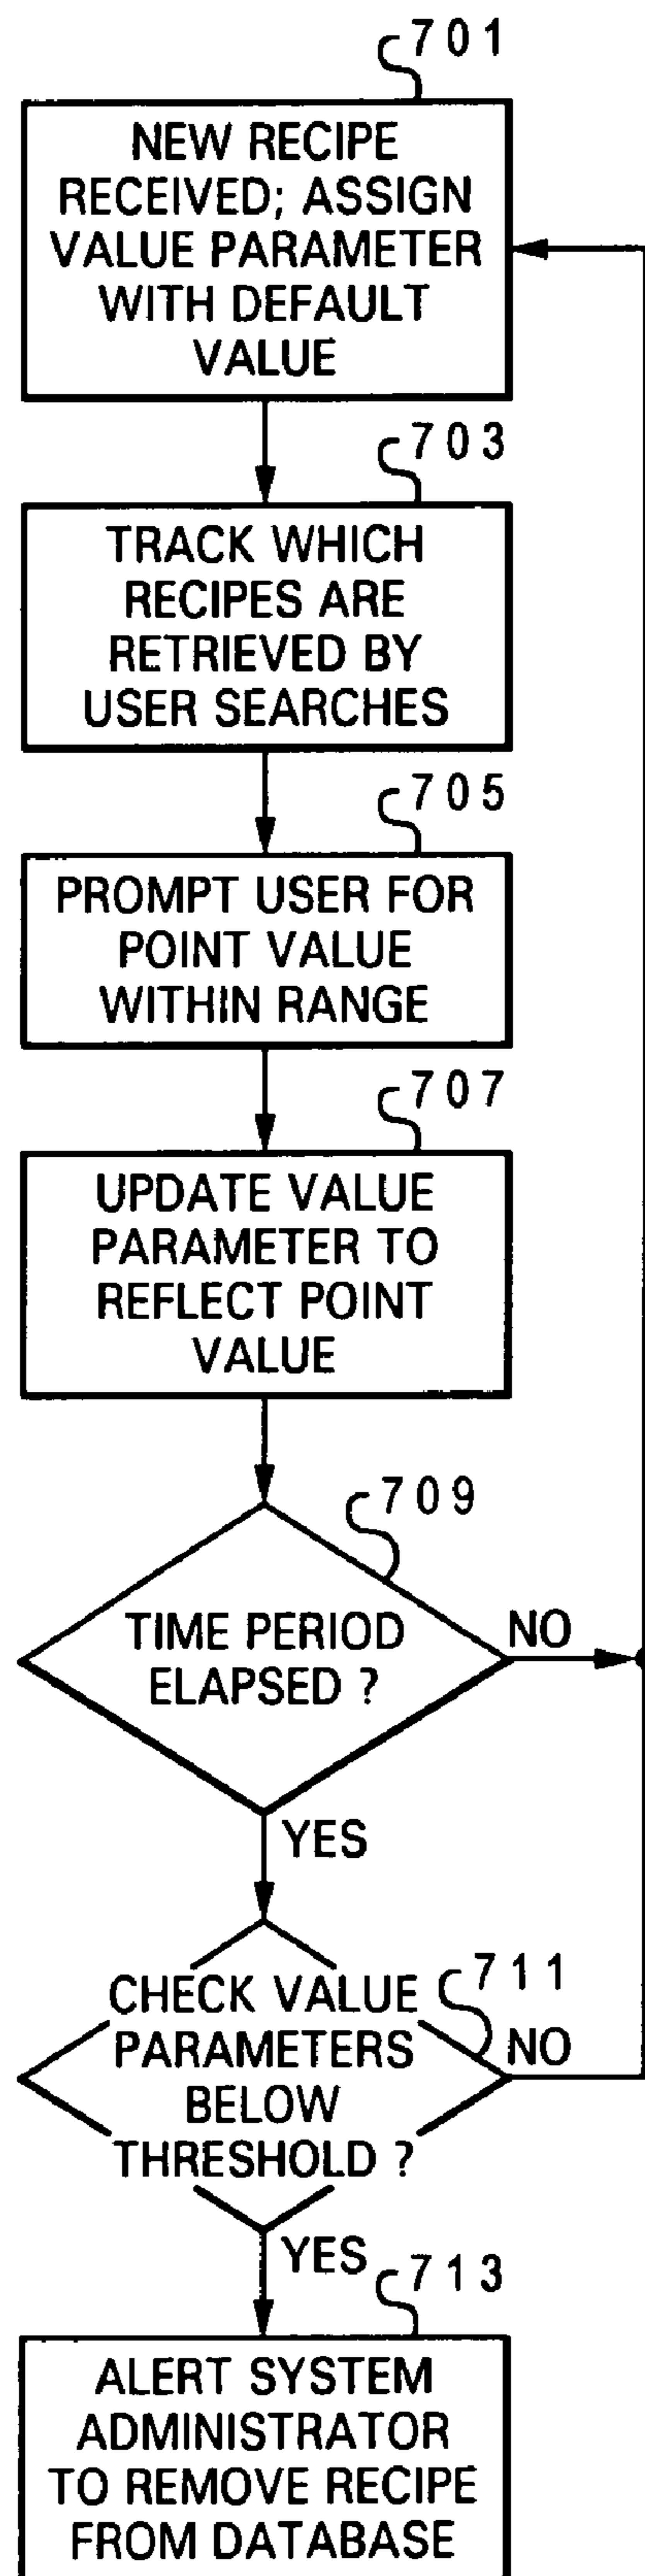 701
NEW RECIPE
RECEIVED; ASSIGN
VALUE PARAMETER
WITH DEFAULT
VALUE
703
TRACK WHICH
RECIPES ARE
RETRIEVED BY
USER SEARCHES
705
PROMPT USER FOR
POINT VALUE
WITHIN RANGE
707
UPDATE VALUE
PARAMETER TO
REFLECT POINT
VALUE
709
TIME PERIOD
ELAPSED ?
NO
YES
711
CHECK VALUE
PARAMETERS
BELOW
THRESHOLD ?
NO
YES
713
ALERT SYSTEM
ADMINISTRATOR
TO REMOVE RECIPE
FROM DATABASE